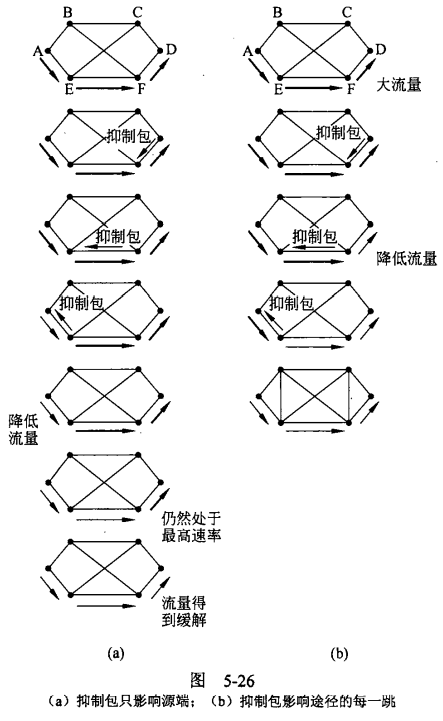 B C B C
A D A D
E F E F
大流量
抑制包 抑制包
抑制包 抑制包
降低流量
抑制包 抑制包
降低
流量
仍然处于
最高速率
流量得
到缓解
(a) (b)
图 5-26
（a）抑制包只影响源端；（b）抑制包影响途径的每一跳